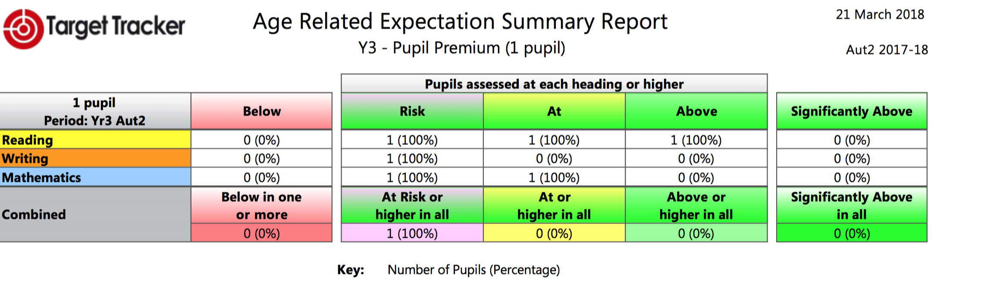 Target Tracker
Age Related Expectation Summary Report
21 March 2018
Y3 - Pupil Premium (1 pupil)
Aut2 2017-18
Pupils assessed at each heading or higher
1 pupil
Period: Yr3 Aut2
Below
Risk
At
Above
Significantly Above
Reading 0 (0%) 1 (100%) 1 (100%) 1 (100%) 0 (0%)
Writing 0 (0%) 1 (100%) 0 (0%) 0 (0%) 0 (0%)
Mathematics 0 (0%) 1 (100%) 1 (100%) 0 (0%) 0 (0%)
Combined
Below in one
or more
At Risk or
higher in all
At or
higher in all
Above or
higher in all
Significantly Above
in all
0 (0%) 1 (100%) 0 (0%) 0 (0%) 0 (0%)
Key: Number of Pupils (Percentage)